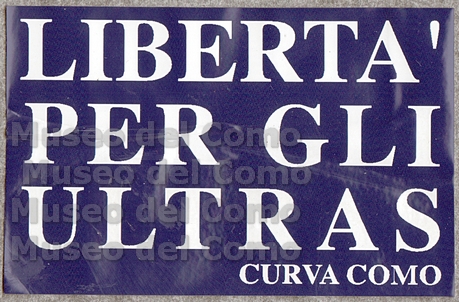 LIBERTA'
Museo del Como
PER GLI
Museo del Como
ULTRAS
Museo del Como
Museo del Como
CURVA COMO